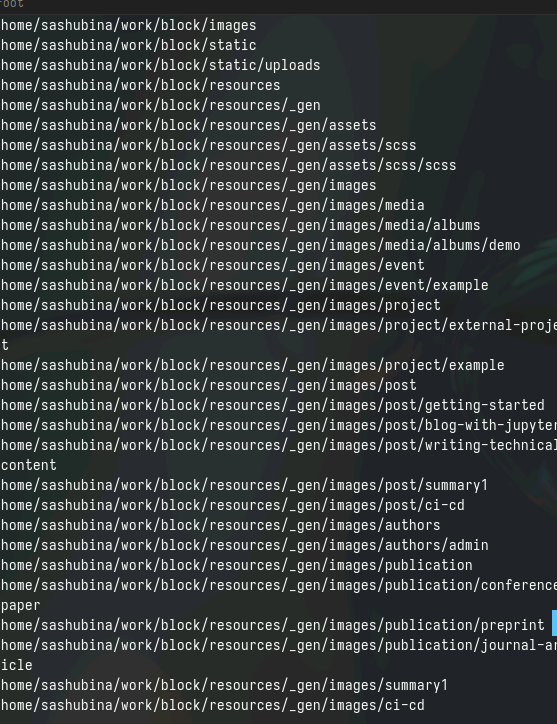 root
home/sashubina/work/block/images
home/sashubina/work/block/static
home/sashubina/work/block/static/uploads
home/sashubina/work/block/resources
home/sashubina/work/block/resources/_gen
home/sashubina/work/block/resources/_gen/assets
home/sashubina/work/block/resources/_gen/assets/scss
home/sashubina/work/block/resources/_gen/assets/scss/scss
home/sashubina/work/block/resources/_gen/images
home/sashubina/work/block/resources/_gen/images/media
home/sashubina/work/block/resources/_gen/images/media/albums
home/sashubina/work/block/resources/_gen/images/media/albums/demo
home/sashubina/work/block/resources/_gen/images/event
home/sashubina/work/block/resources/_gen/images/event/example
home/sashubina/work/block/resources/_gen/images/project
home/sashubina/work/block/resources/_gen/images/project/external-proje
t
home/sashubina/work/block/resources/_gen/images/project/example
home/sashubina/work/block/resources/_gen/images/post
home/sashubina/work/block/resources/_gen/images/post/getting-started
home/sashubina/work/block/resources/_gen/images/post/blog-with-jupyter
home/sashubina/work/block/resources/_gen/images/post/writing-technical
content
home/sashubina/work/block/resources/_gen/images/post/summary1
home/sashubina/work/block/resources/_gen/images/post/ci-cd
home/sashubina/work/block/resources/_gen/images/authors
home/sashubina/work/block/resources/_gen/images/authors/admin
home/sashubina/work/block/resources/_gen/images/publication
home/sashubina/work/block/resources/_gen/images/publication/conference
paper
home/sashubina/work/block/resources/_gen/images/publication/preprint
home/sashubina/work/block/resources/_gen/images/publication/journal-ar
icle
home/sashubina/work/block/resources/_gen/images/summary1
home/sashubina/work/block/resources/_gen/images/ci-cd